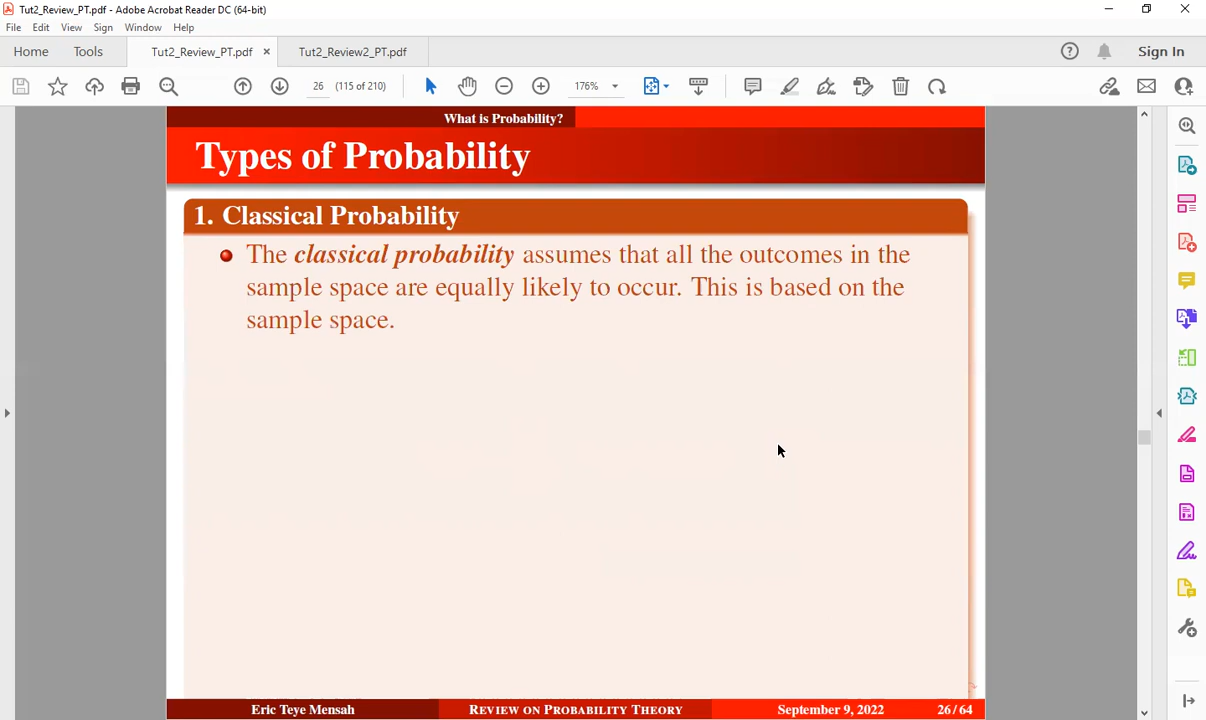 Tut2_Review_PT.pdf - Adobe Acrobat Reader DC (64-bit)
File Edit View Sign Window Help
Home Tools Tut2_Review_PT.pdf × Tut2_Review2_PT.pdf Sign In
26 (115 of 210) 176%
What is Probability?
Types of Probability
1. Classical Probability
The classical probability assumes that all the outcomes in the
sample space are equally likely to occur. This is based on the
sample space.
Eric Teye Mensah REVIEW ON PROBABILITY THEORY September 9, 2022 26/64